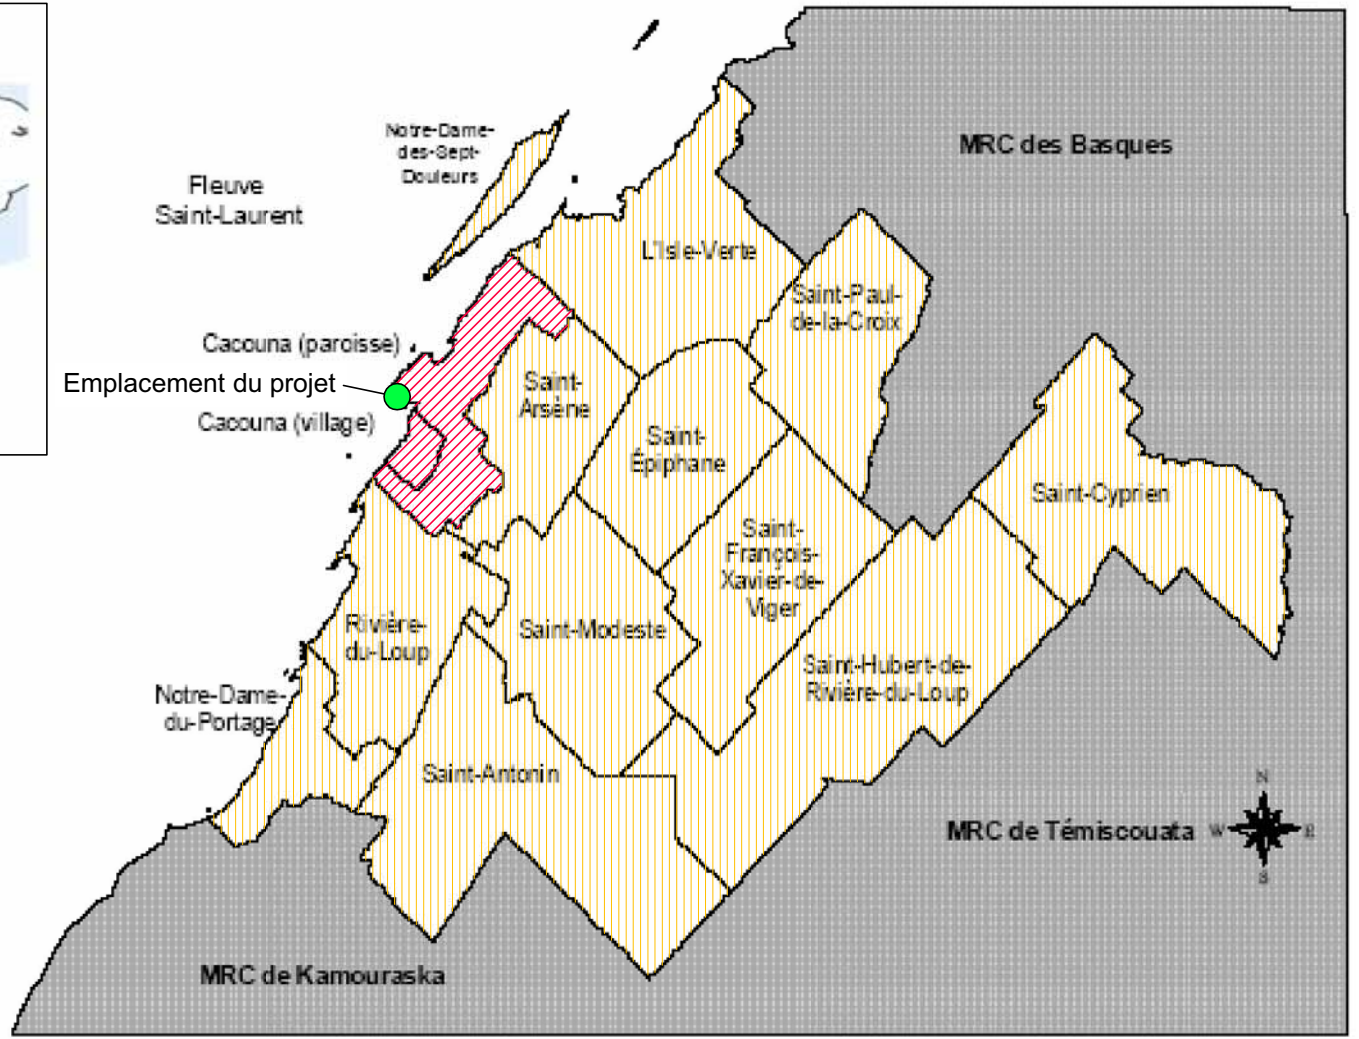 Notre-Dame-
des-Sept-
Douleurs
MRC des Basques
Fleuve
Saint-Laurent
L'Isle-Verte
Saint-Paul-
de-la-Croix
Cacouna (paroisse)
Emplacement du projet
Cacouna (village)
Saint-
Arsène
Saint-
Épiphane
Saint-Cyprien
Saint-
François-
Xavier-de-
Viger
Rivière-
du-Loup
Saint-Modeste
Saint-Hubert-de-
Rivière-du-Loup
Notre-Dame-
du-Portage
Saint-Antonin
MRC de Témiscouata
N
W
E
S
MRC de Kamouraska